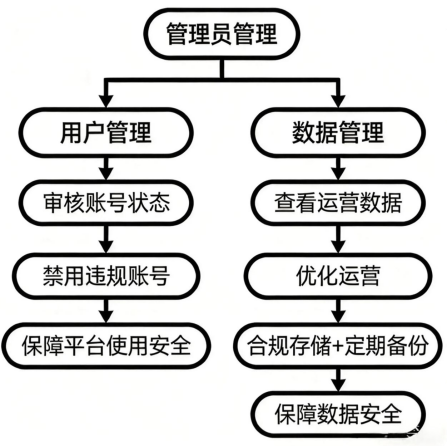 管理员管理
用户管理
数据管理
审核账号状态
查看运营数据
禁用违规账号
优化运营
保障平台使用安全
合规存储+定期备份
保障数据安全